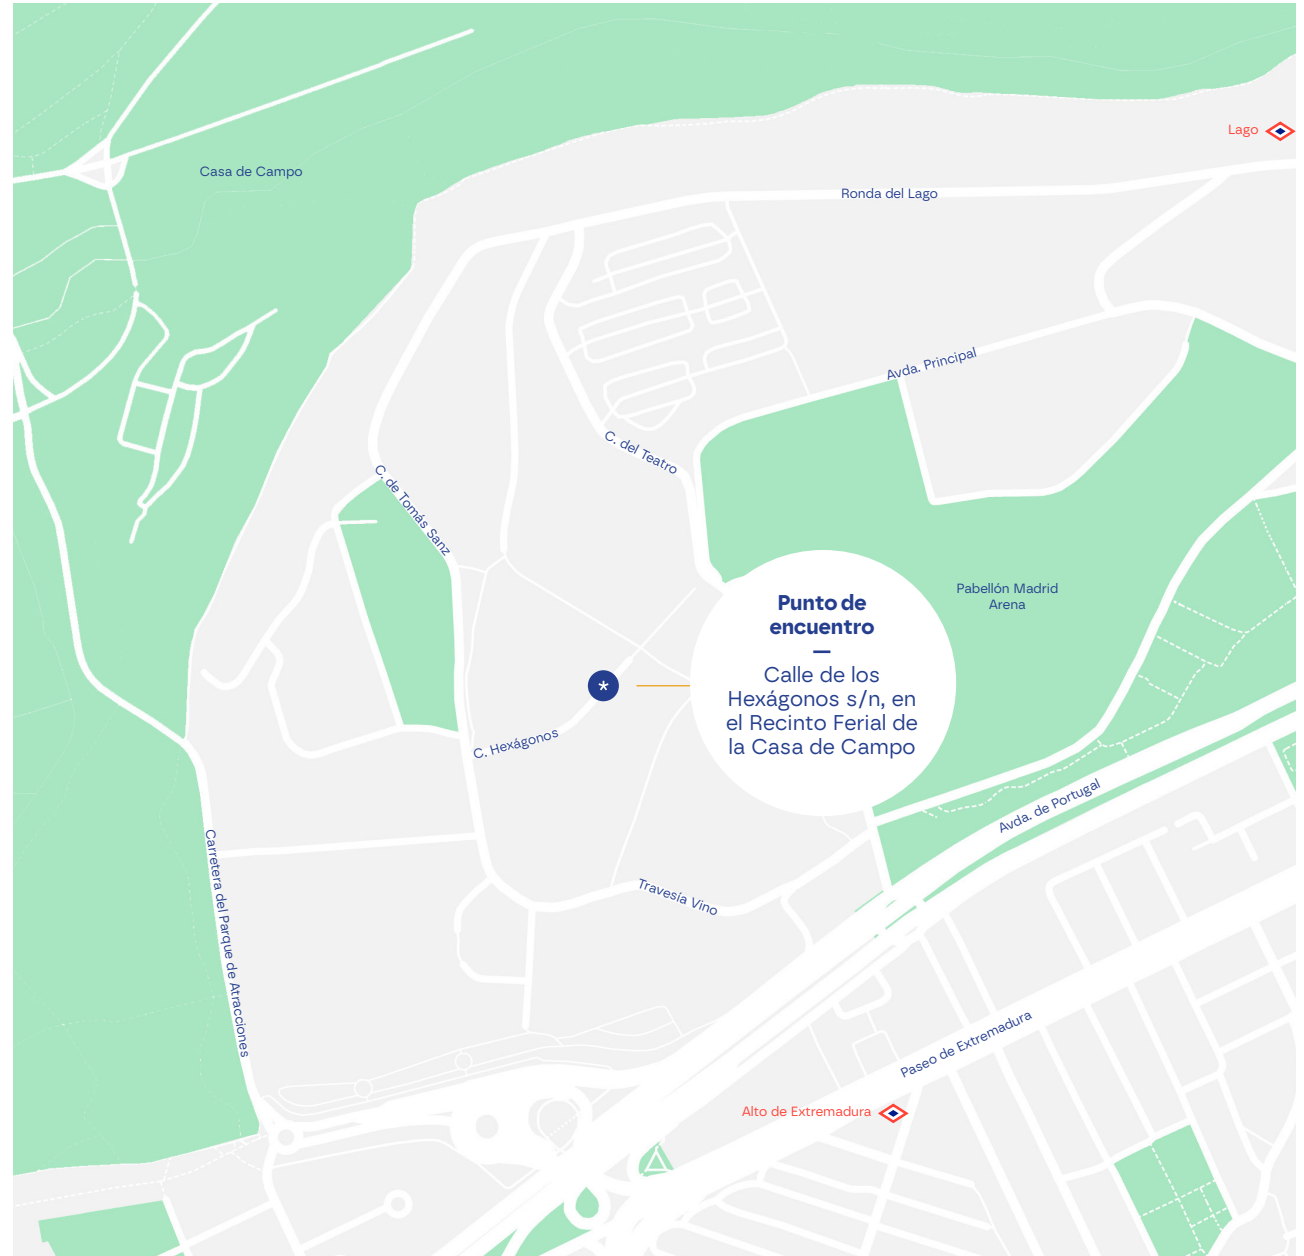 Lago
Casa de Campo
Ronda del Lago
Avda. Principal
C. del Teatro
C. de Tomás Sanz
Pabellón Madrid
Arena
Punto de
encuentro
—
Calle de los
Hexágonos s/n, en
el Recinto Ferial de
la Casa de Campo
*
C. Hexágonos
Avda. de Portugal
Carretera del Parque de Atracciones
Travesía Vino
Paseo de Extremadura
Alto de Extremadura